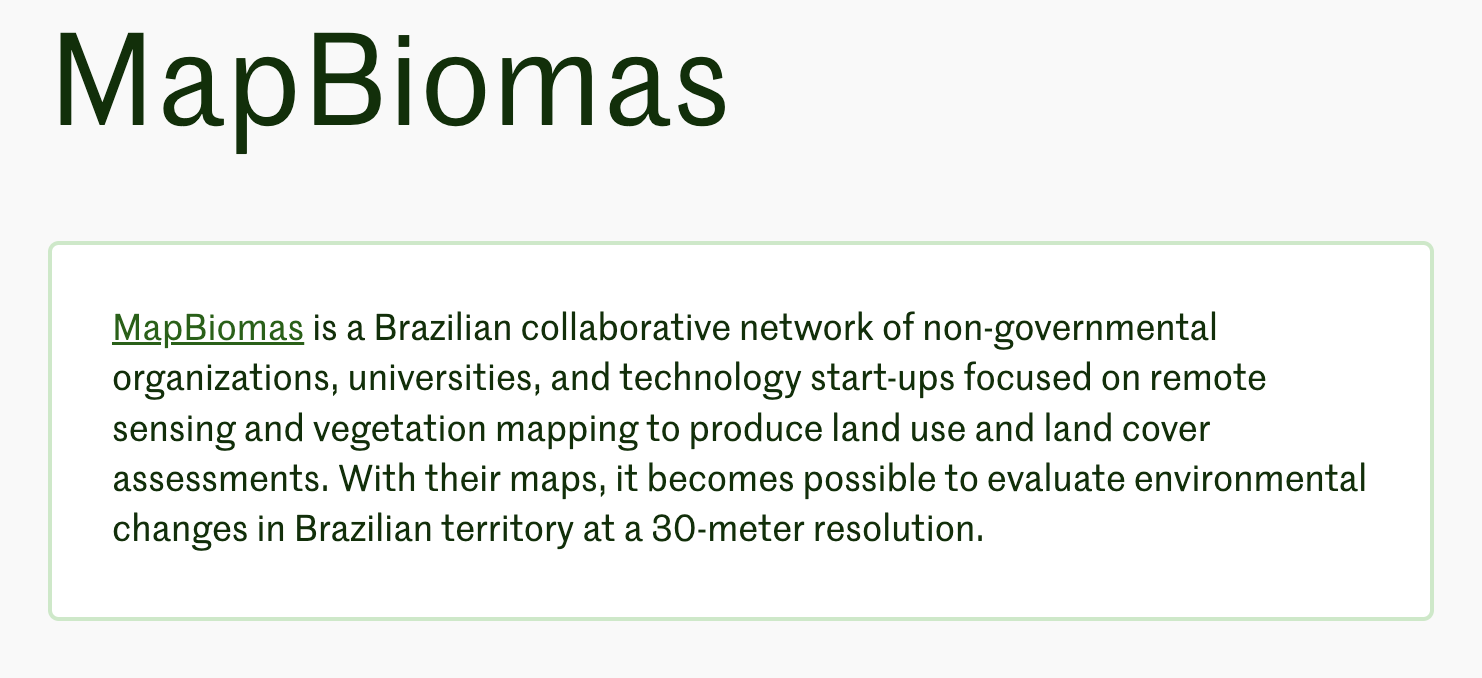 MapBiomas
MapBiomas is a Brazilian collaborative network of non-governmental
organizations, universities, and technology start-ups focused on remote
sensing and vegetation mapping to produce land use and land cover
assessments. With their maps, it becomes possible to evaluate environmental
changes in Brazilian territory at a 30-meter resolution.